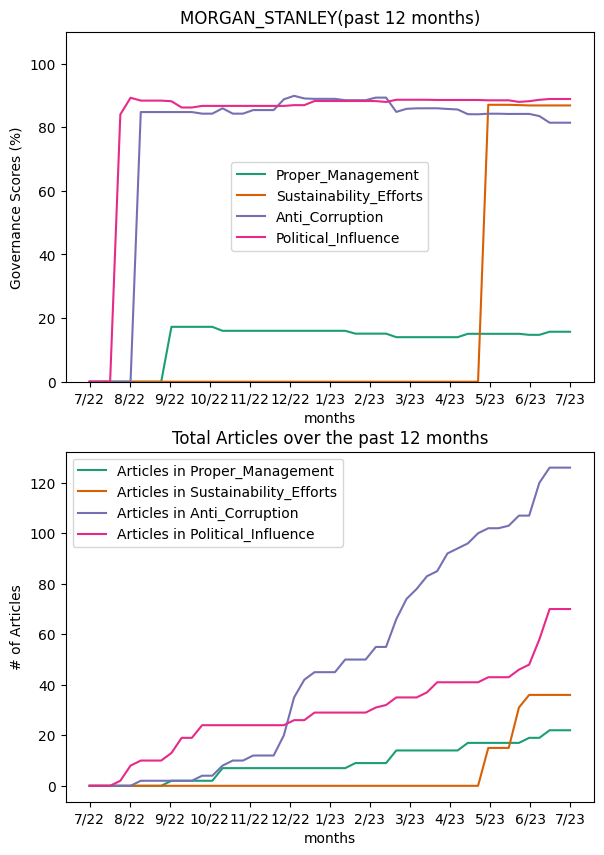 MORGAN_STANLEY(past 12 months)
100
80
60
40
20
0
Governance Scores (%)
Proper_Management
Sustainability_Efforts
Anti_Corruption
Political_Influence
7/22 8/22 9/22 10/22 11/22 12/22 1/23 2/23 3/23 4/23 5/23 6/23 7/23
months
Total Articles over the past 12 months
120
100
80
60
40
20
0
# of Articles
Articles in Proper_Management
Articles in Sustainability_Efforts
Articles in Anti_Corruption
Articles in Political_Influence
7/22 8/22 9/22 10/22 11/22 12/22 1/23 2/23 3/23 4/23 5/23 6/23 7/23
months